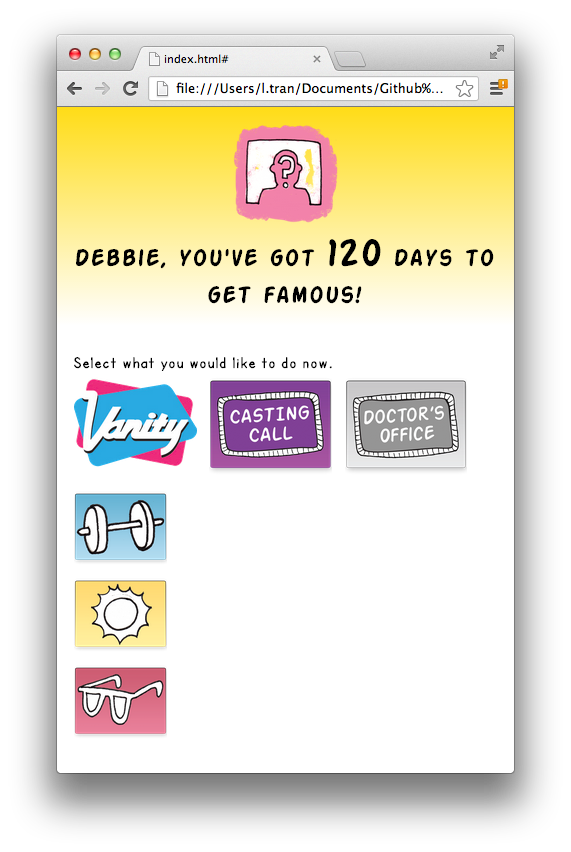 index.html#
file:///Users/l.tran/Documents/Github%...
?
DEBBIE, YOU'VE GOT 120 DAYS TO
GET FAMOUS!
Select what you would like to do now.
Vanity
CASTING
CALL
DOCTOR'S
OFFICE